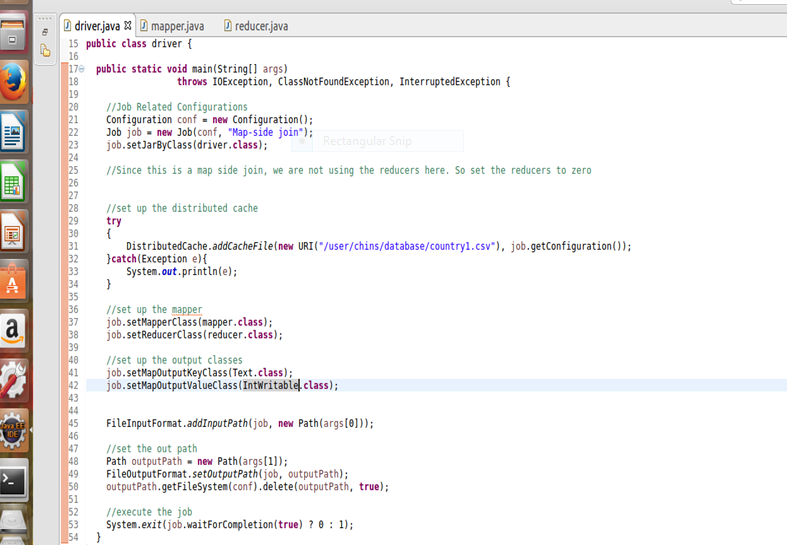 driver.java mapper.java reducer.java
15 public class driver {
16
17 public static void main(String[] args)
18 throws IOException, ClassNotFoundException, InterruptedException {
19
20 //Job Related Configurations
21 Configuration conf = new Configuration();
22 Job job = new Job(conf, "Map-side join");
Rectangular Snip
23 job.setJarByClass(driver.class);
24
25 //Since this is a map side join, we are not using the reducers here. So set the reducers to zero
26
27
28 //set up the distributed cache
29 try
30 {
31 DistributedCache.addCacheFile(new URI("/user/chins/database/country1.csv"), job.getConfiguration());
32 }catch(Exception e){
33 System.out.println(e);
34 }
35
36 //set up the mapper
37 job.setMapperClass(mapper.class);
38 job.setReducerClass(reducer.class);
39
40 //set up the output classes
41 job.setMapOutputKeyClass(Text.class);
42 job.setMapOutputValueClass(IntWritable.class);
43
44
45 FileInputFormat.addInputPath(job, new Path(args[0]));
46
47 //set the out path
48 Path outputPath = new Path(args[1]);
49 FileOutputFormat.setOutputPath(job, outputPath);
50 outputPath.getFileSystem(conf).delete(outputPath, true);
51
52 //execute the job
53 System.exit(job.waitForCompletion(true) ? 0 : 1);
54 }
Java EE
IDE